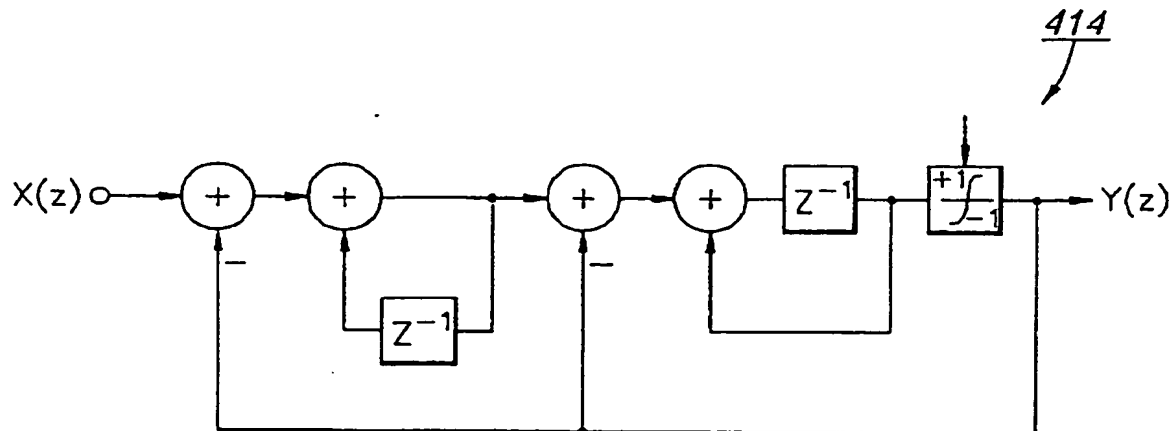 414
X(z) + + + + Z⁻¹ +1 -1 Y(z)
− −
Z⁻¹